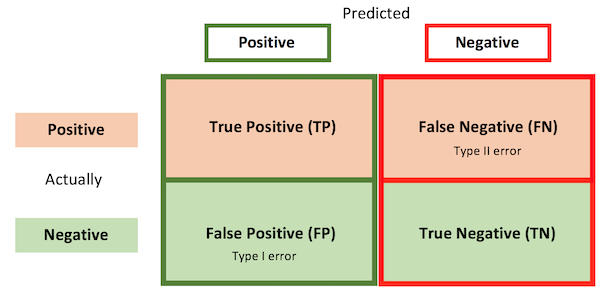 Predicted
Positive
Negative
Positive
True Positive (TP)
False Negative (FN)
Type II error
Actually
Negative
False Positive (FP)
True Negative (TN)
Type I error